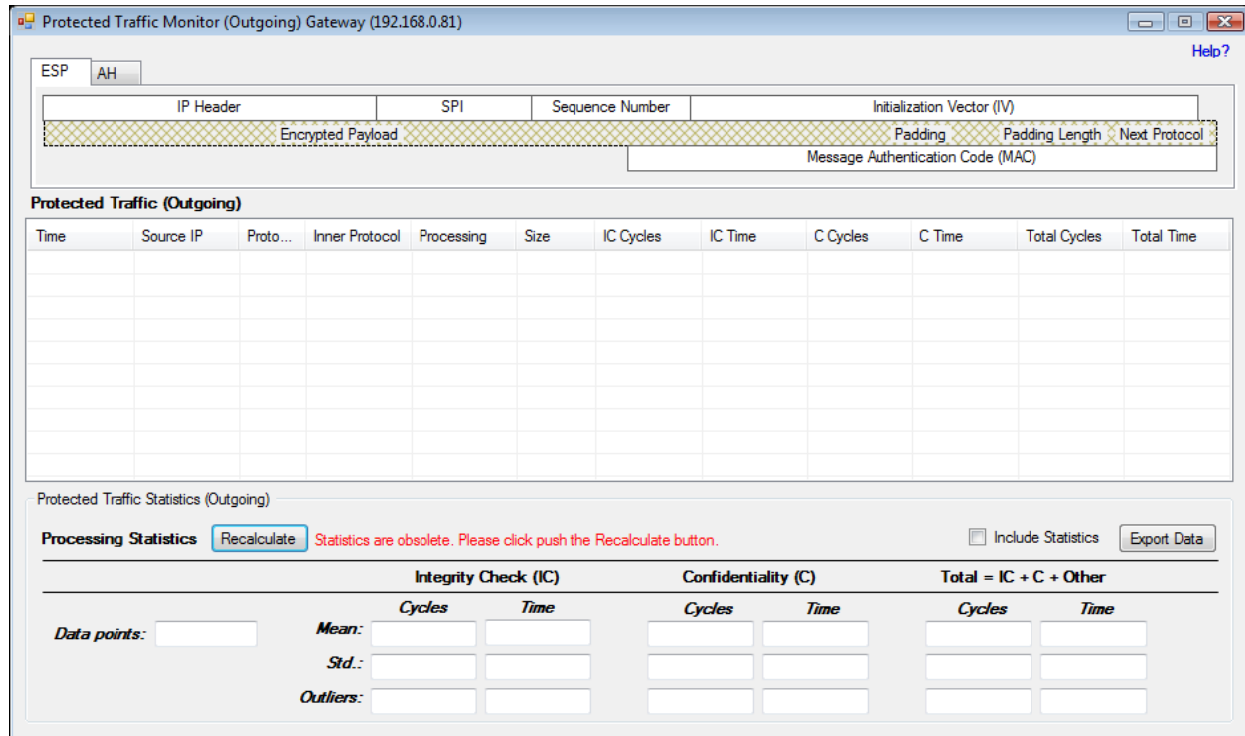 Protected Traffic Monitor (Outgoing) Gateway (192.168.0.81)
Help?
ESP AH
IP Header SPI Sequence Number Initialization Vector (IV)
Encrypted Payload Padding Padding Length Next Protocol
Message Authentication Code (MAC)
Protected Traffic (Outgoing)
Time Source IP Proto... Inner Protocol Processing Size IC Cycles IC Time C Cycles C Time Total Cycles Total Time
Protected Traffic Statistics (Outgoing)
Processing Statistics Recalculate Statistics are obsolete. Please click push the Recalculate button. Include Statistics Export Data
Integrity Check (IC) Confidentiality (C) Total = IC + C + Other
Cycles Time Cycles Time Cycles Time
Data points: Mean:
Std.:
Outliers: